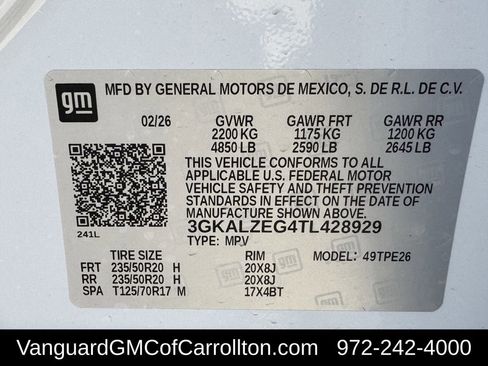 gm
MFD BY GENERAL MOTORS DE MEXICO, S. DE R.L. DE C.V.
02/26 GVWR GAWR FRT GAWR RR
2200 KG 1175 KG 1200 KG
4850 LB 2590 LB 2645 LB
THIS VEHICLE CONFORMS TO ALL
APPLICABLE U.S. FEDERAL MOTOR
VEHICLE SAFETY AND THEFT PREVENTION
STANDARDS IN EFFECT ON THE DATE OF
MANUFACTURE SHOWN ABOVE.
241L
3GKALZEG4TL428929
TYPE: MPV
TIRE SIZE RIM MODEL: 49TPE26
FRT 235/50R20 H 20X8J
RR 235/50R20 H 20X8J
SPA T125/70R17 M 17X4BT
VanguardGMCofCarrollton.com 972-242-4000